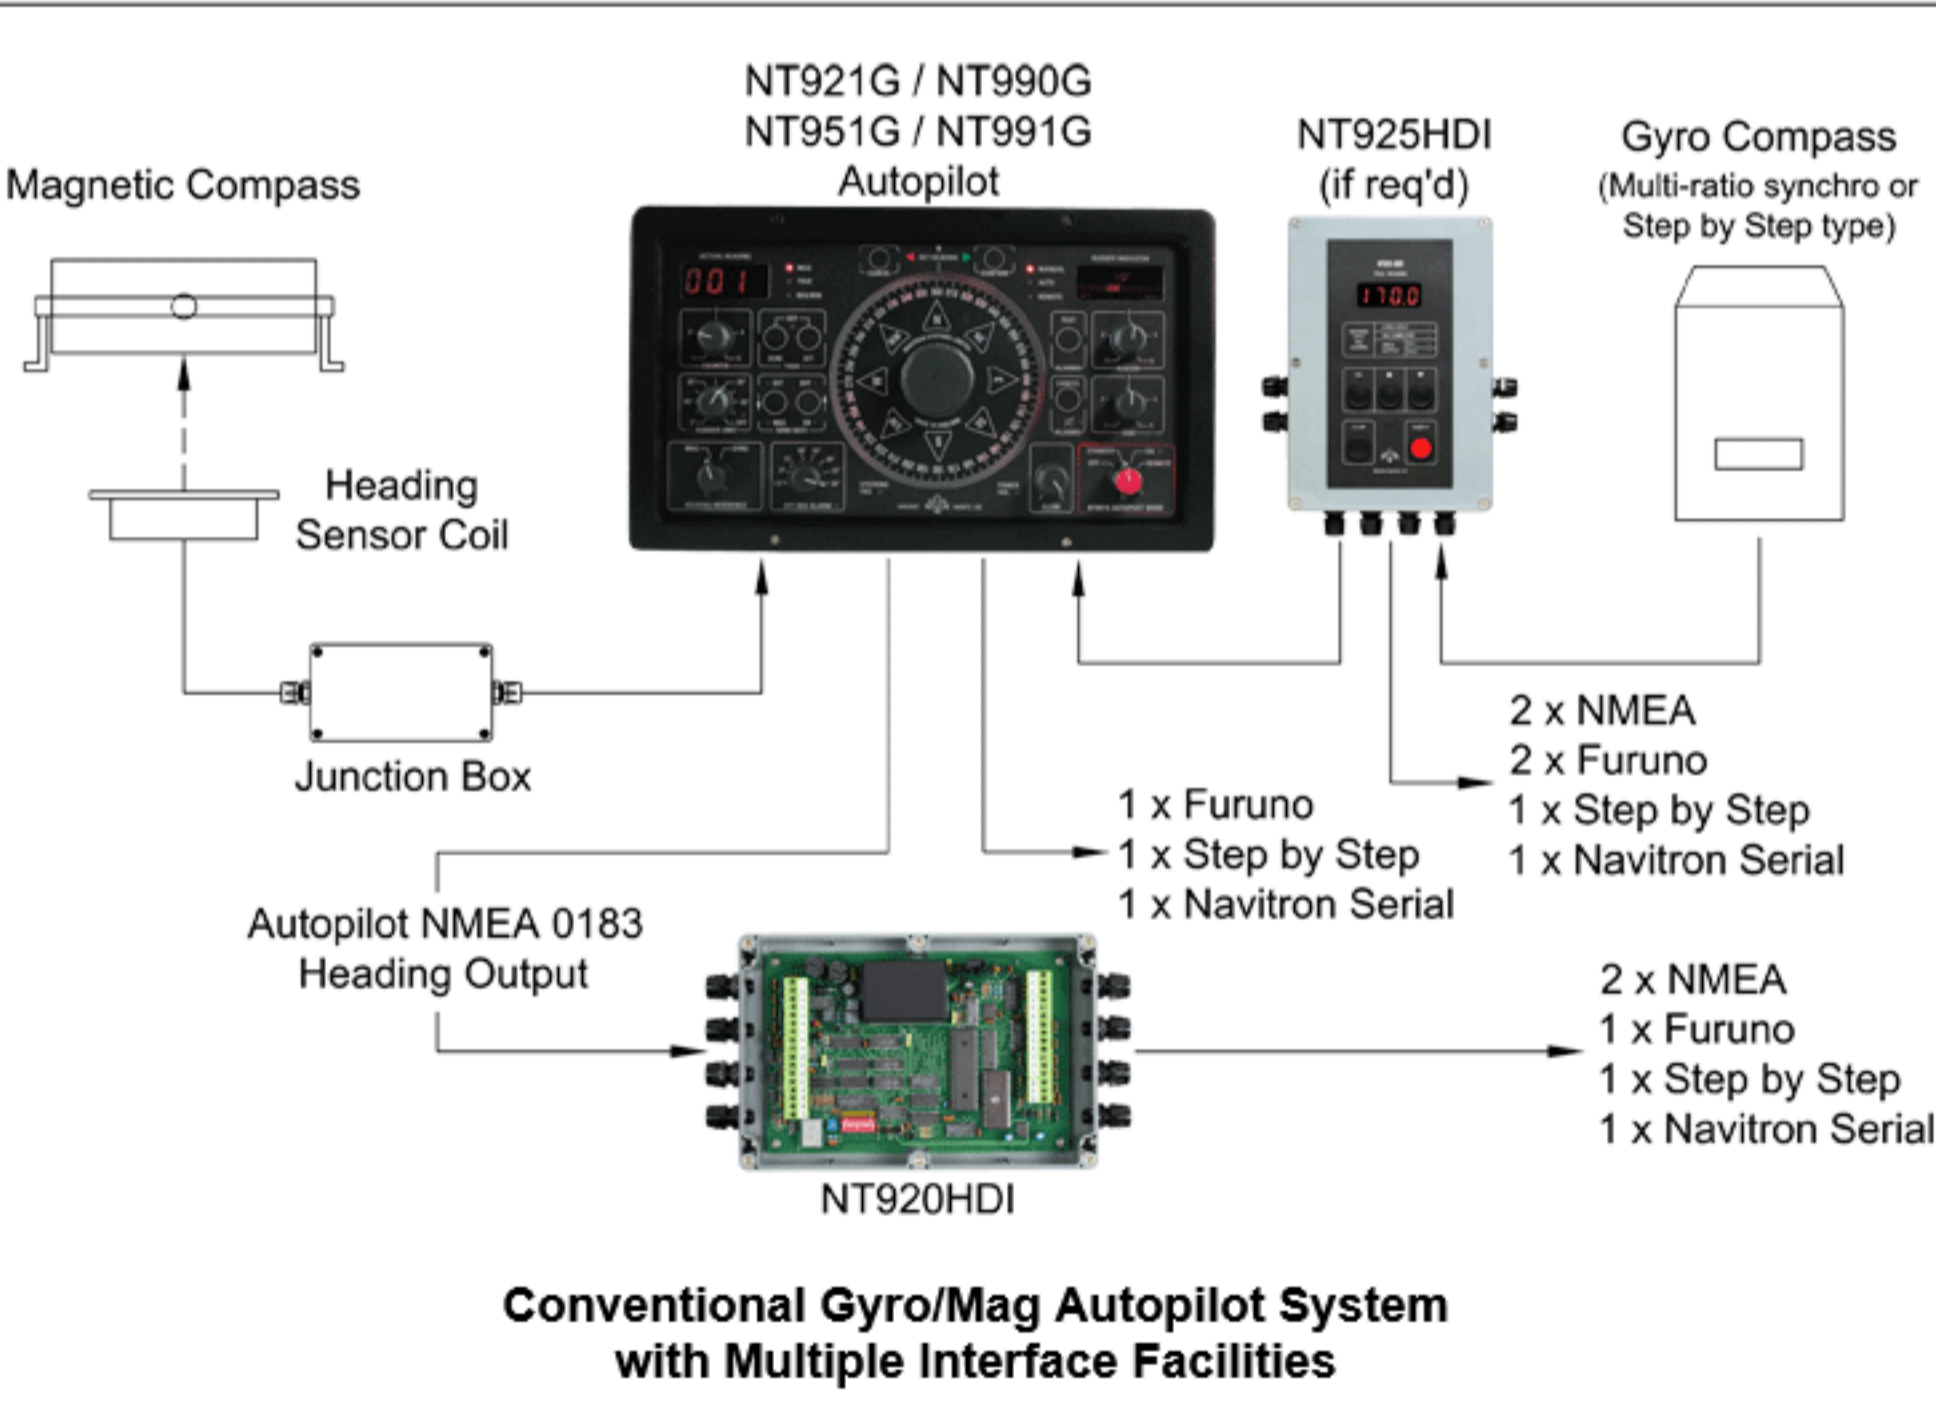 NT921G / NT990G
NT951G / NT991G
Autopilot
NT925HDI
(if req'd)
Gyro Compass
(Multi-ratio synchro or
Step by Step type)
Magnetic Compass
001
170.0
Heading
Sensor Coil
Junction Box
2 x NMEA
2 x Furuno
1 x Step by Step
1 x Navitron Serial
1 x Furuno
1 x Step by Step
1 x Navitron Serial
Autopilot NMEA 0183
Heading Output
2 x NMEA
1 x Furuno
1 x Step by Step
1 x Navitron Serial
NT920HDI
Conventional Gyro/Mag Autopilot System
with Multiple Interface Facilities